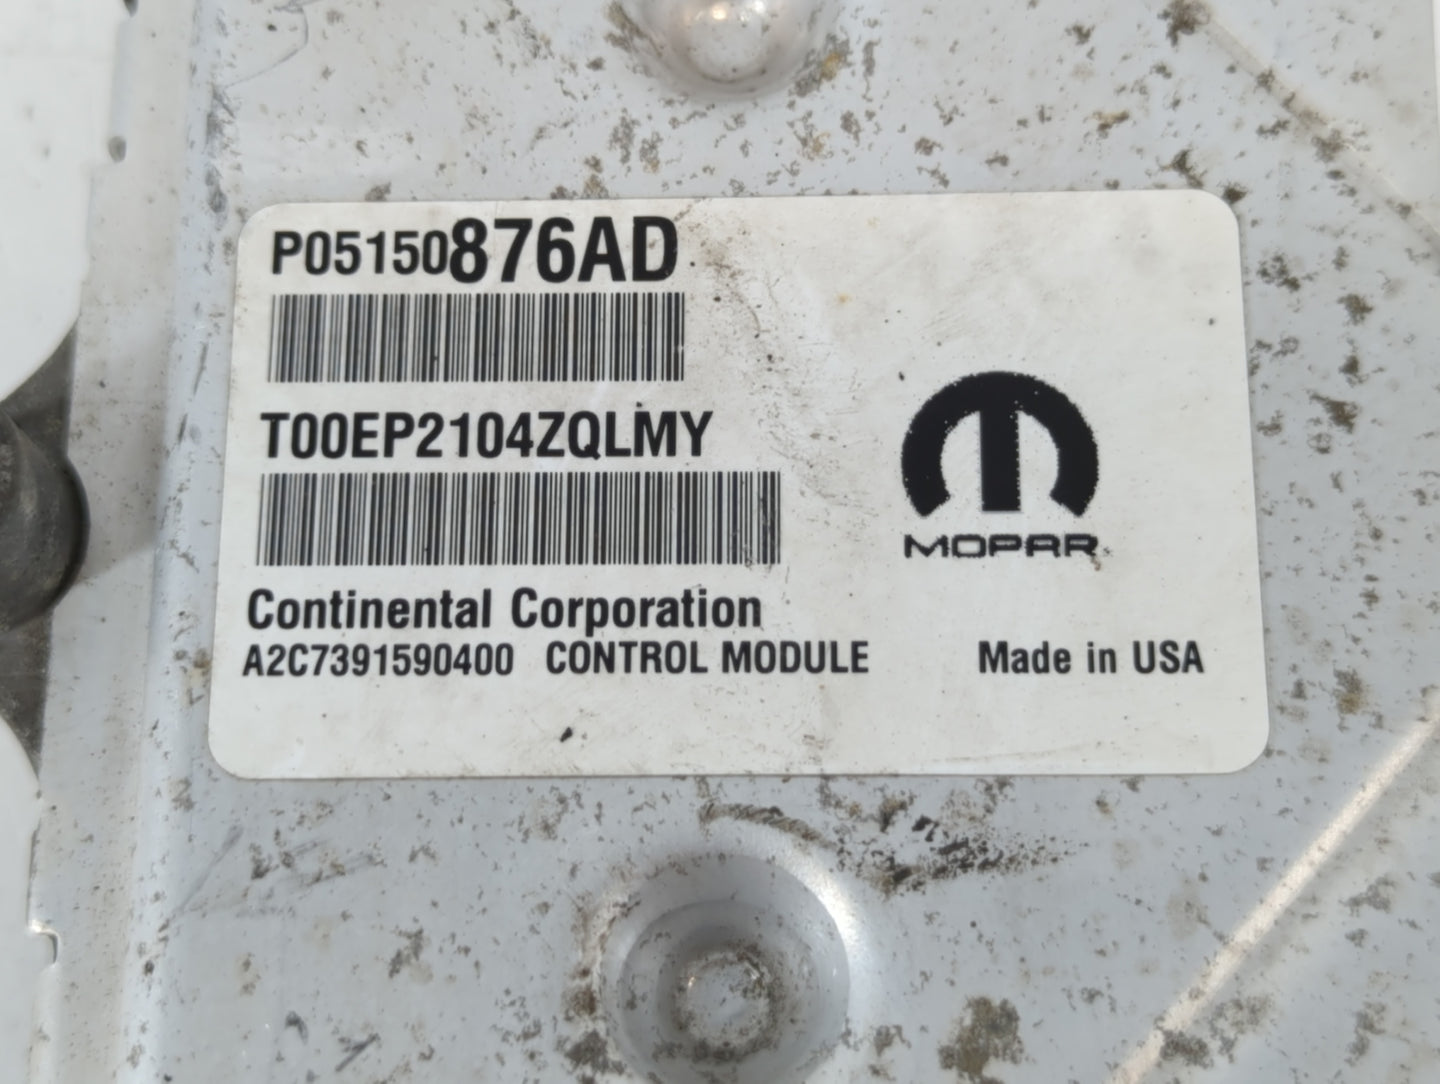 P05150876AD
T00EP2104ZQLMY
MOPAR
Continental Corporation
A2C7391590400 CONTROL MODULE Made in USA